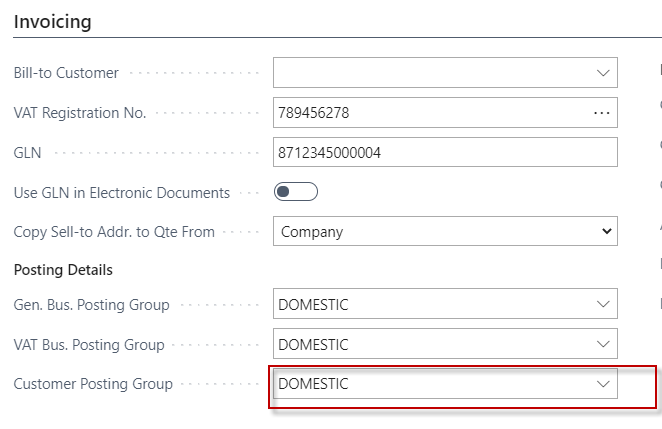 Invoicing
Bill-to Customer
VAT Registration No. 789456278 ...
GLN 8712345000004
Use GLN in Electronic Documents
Copy Sell-to Addr. to Qte From Company
Posting Details
Gen. Bus. Posting Group DOMESTIC
VAT Bus. Posting Group DOMESTIC
Customer Posting Group DOMESTIC